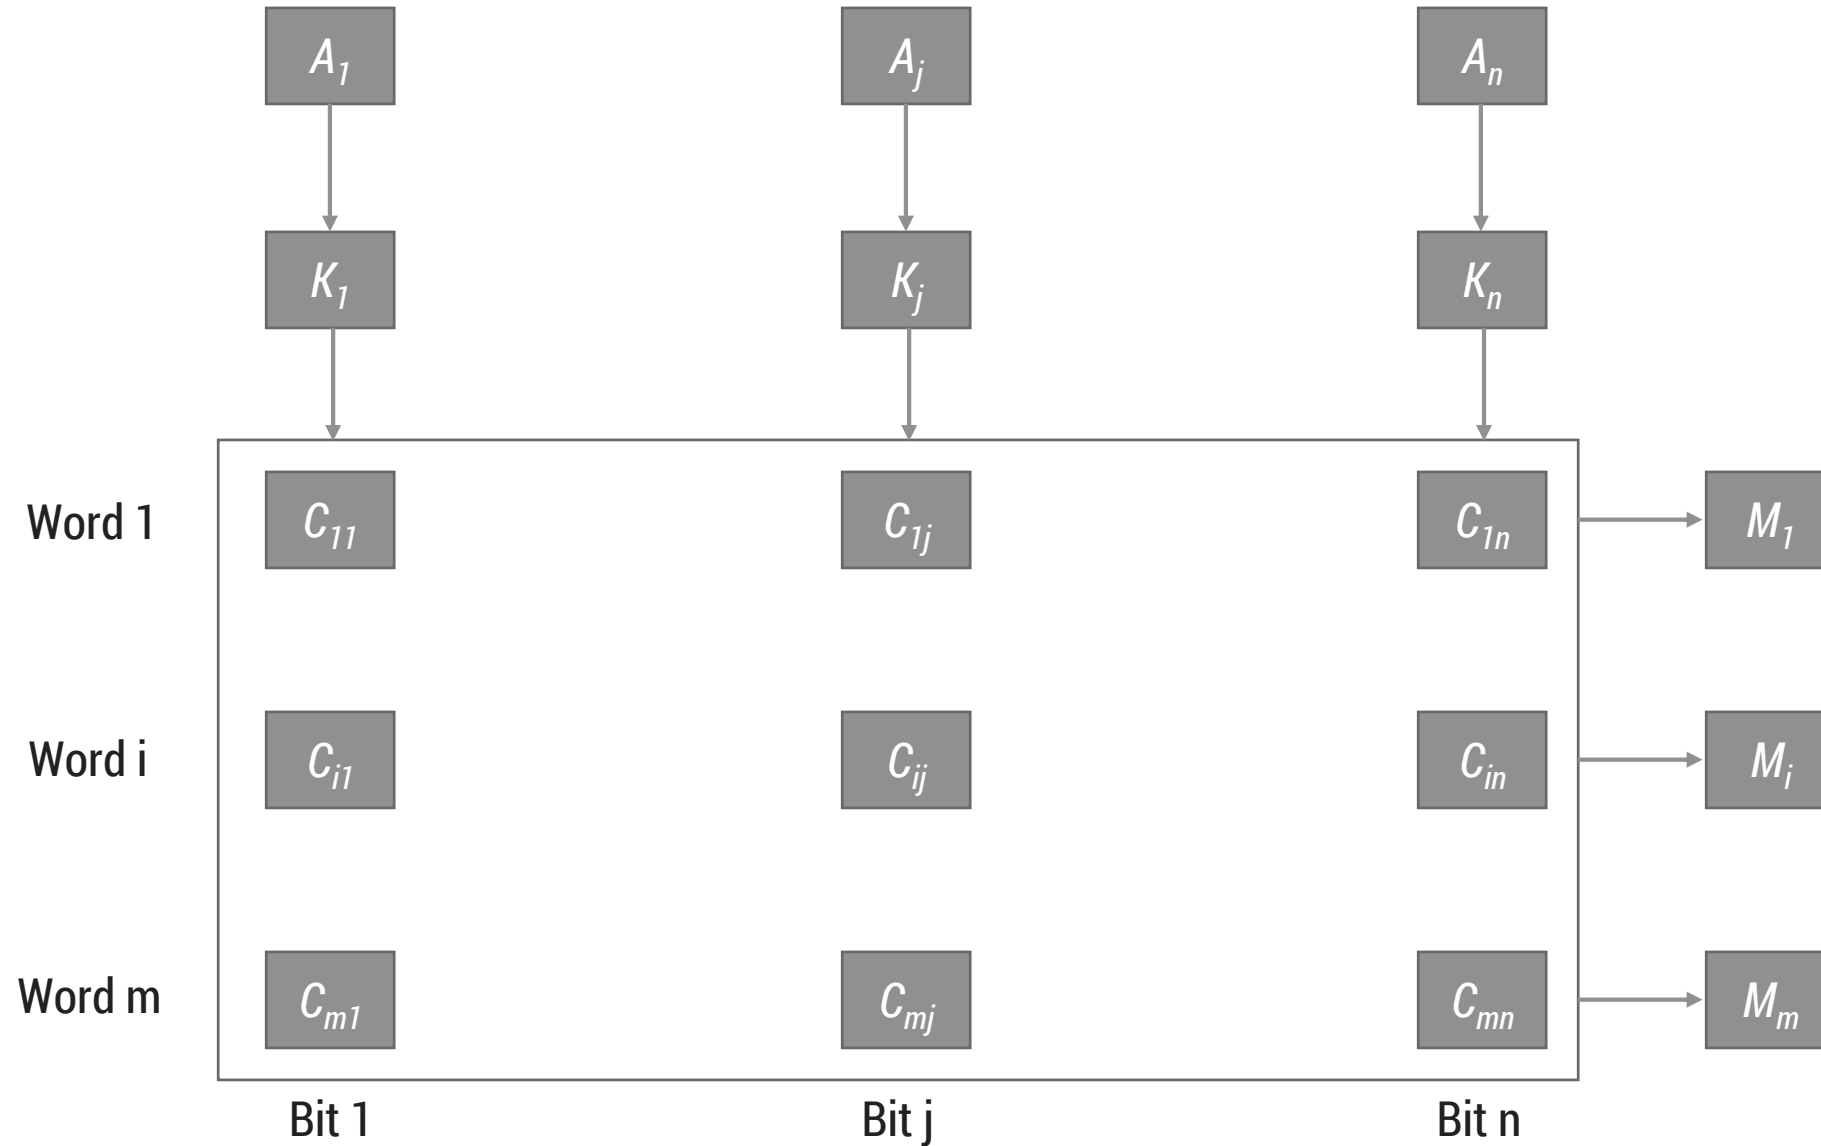 A₁ Aⱼ Aₙ
K₁ Kⱼ Kₙ
Word 1 C₁₁ C₁ⱼ C₁ₙ M₁
Word i Cᵢ₁ Cᵢⱼ Cᵢₙ Mᵢ
Word m Cₘ₁ Cₘⱼ Cₘₙ Mₘ
Bit 1 Bit j Bit n